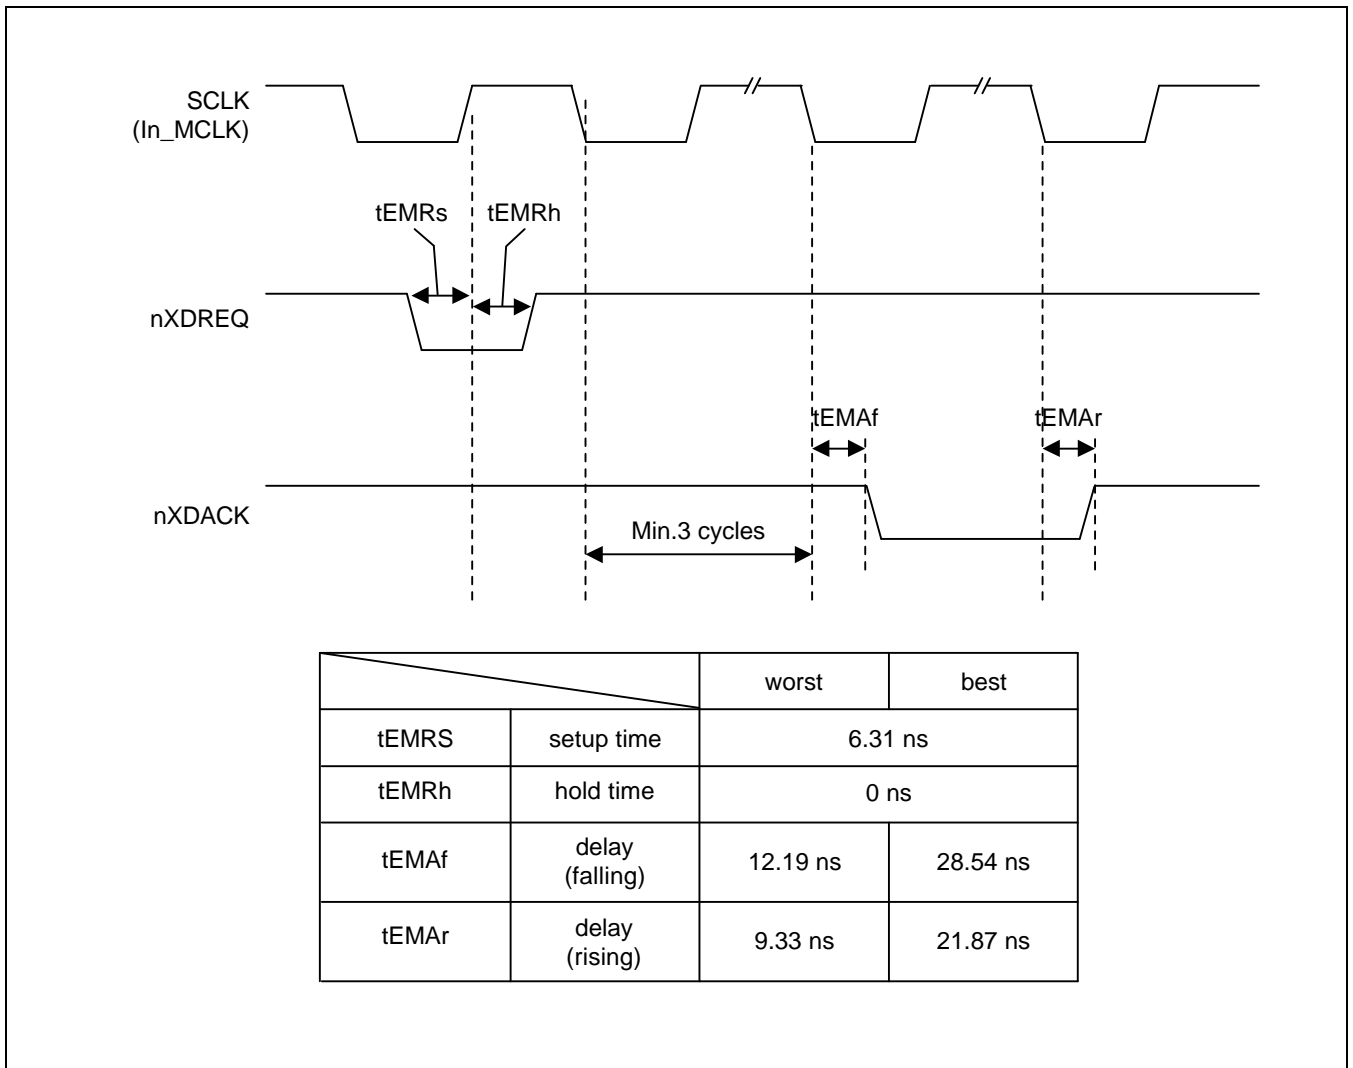 SCLK
(In_MCLK)
tEMRs tEMRh
nXDREQ
tEMAf tEMAr
nXDACK
Min.3 cycles
worst best
tEMRS setup time 6.31 ns
tEMRh hold time 0 ns
tEMAf delay (falling) 12.19 ns 28.54 ns
tEMAr delay (rising) 9.33 ns 21.87 ns